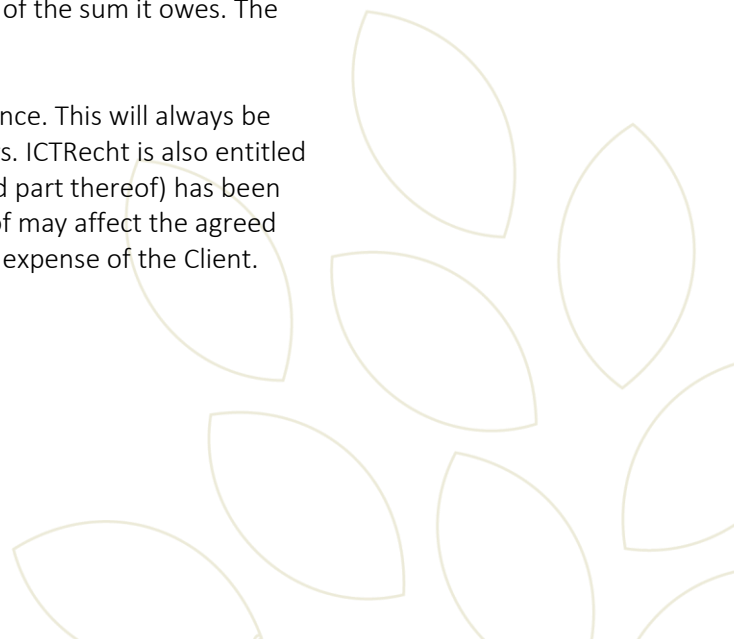 of the sum it owes. The
nce. This will always be
s. ICTRecht is also entitled
d part thereof) has been
of may affect the agreed
expense of the Client.